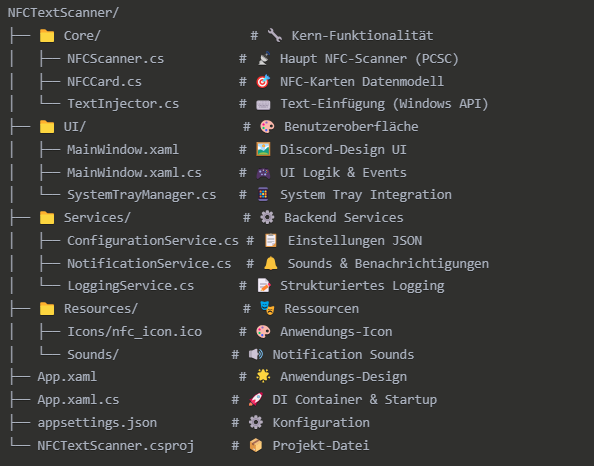 NFCTextScanner/
├── 📁 Core/ # 🔧 Kern-Funktionalität
│ ├── NFCScanner.cs # 📡 Haupt NFC-Scanner (PCSC)
│ ├── NFCCard.cs # 🎯 NFC-Karten Datenmodell
│ └── TextInjector.cs # ⌨️ Text-Einfügung (Windows API)
├── 📁 UI/ # 🎨 Benutzeroberfläche
│ ├── MainWindow.xaml # 🖼️ Discord-Design UI
│ ├── MainWindow.xaml.cs # 🎮 UI Logik & Events
│ └── SystemTrayManager.cs # 📱 System Tray Integration
├── 📁 Services/ # ⚙️ Backend Services
│ ├── ConfigurationService.cs # 📋 Einstellungen JSON
│ ├── NotificationService.cs # 🔔 Sounds & Benachrichtigungen
│ └── LoggingService.cs # 📝 Strukturiertes Logging
├── 📁 Resources/ # 🎭 Ressourcen
│ ├── Icons/nfc_icon.ico # 🎨 Anwendungs-Icon
│ └── Sounds/ # 🔊 Notification Sounds
├── App.xaml # 🌟 Anwendungs-Design
├── App.xaml.cs # 🚀 DI Container & Startup
├── appsettings.json # ⚙️ Konfiguration
└── NFCTextScanner.csproj # 📦 Projekt-Datei